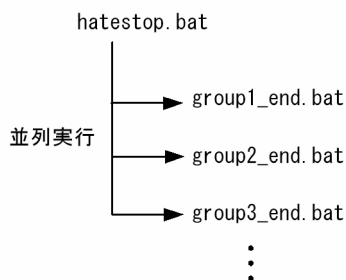 hatestop.bat
group1_end.bat
並列実行
group2_end.bat
group3_end.bat